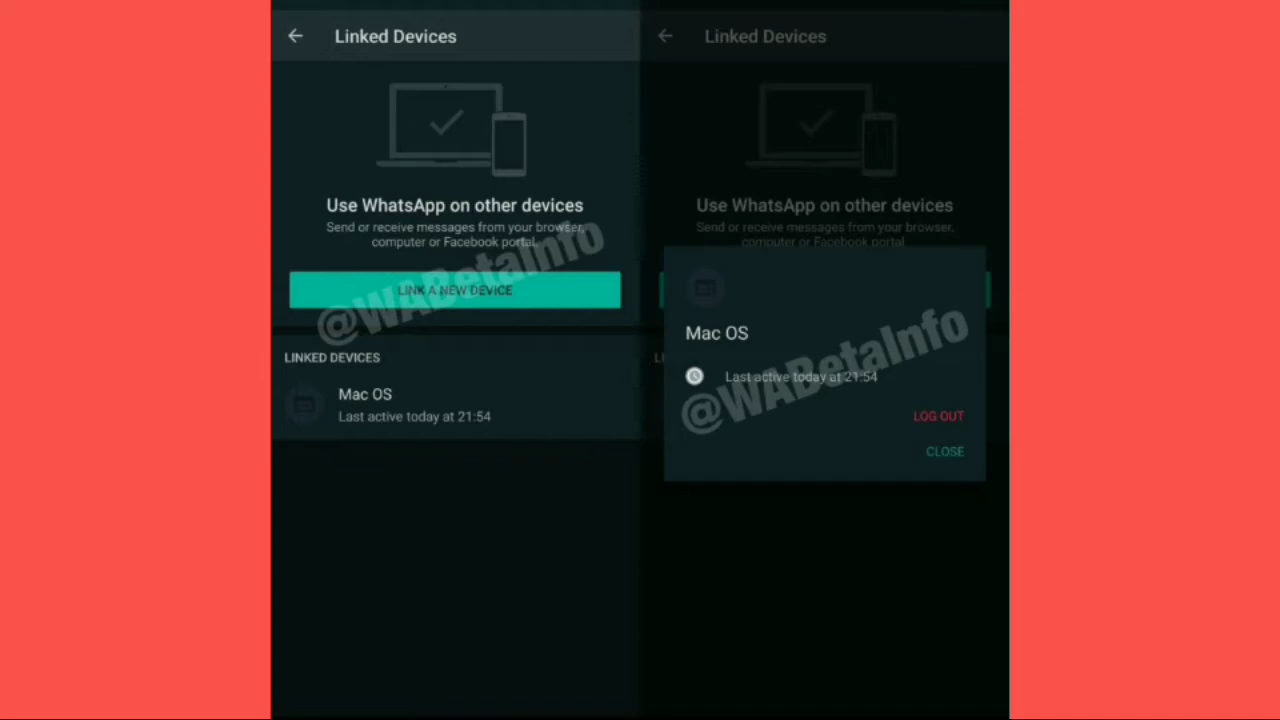 Linked Devices
Use WhatsApp on other devices
Send or receive messages from your browser,
computer or Facebook portal.
LINK A NEW DEVICE
@WABetaInfo
LINKED DEVICES
Mac OS
Last active today at 21:54
Linked Devices
Use WhatsApp on other devices
Send or receive messages from your browser,
computer or Facebook portal
Mac OS
Last active today at 21:54
@WABetaInfo
LOG OUT
CLOSE